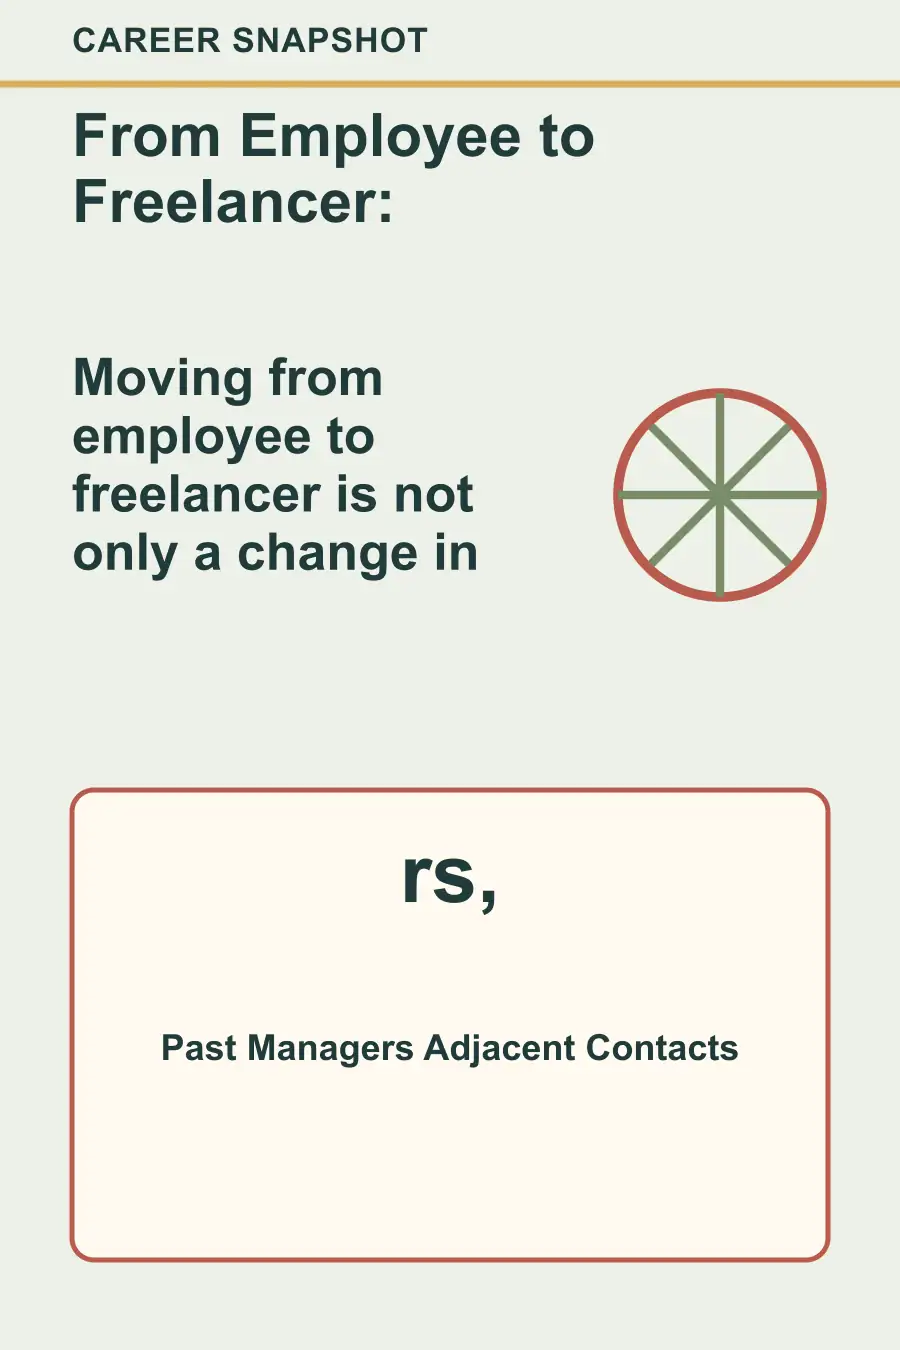 CAREER SNAPSHOT
From Employee to
Freelancer:
Moving from
employee to
freelancer is not
only a change in
rs,
Past Managers Adjacent Contacts